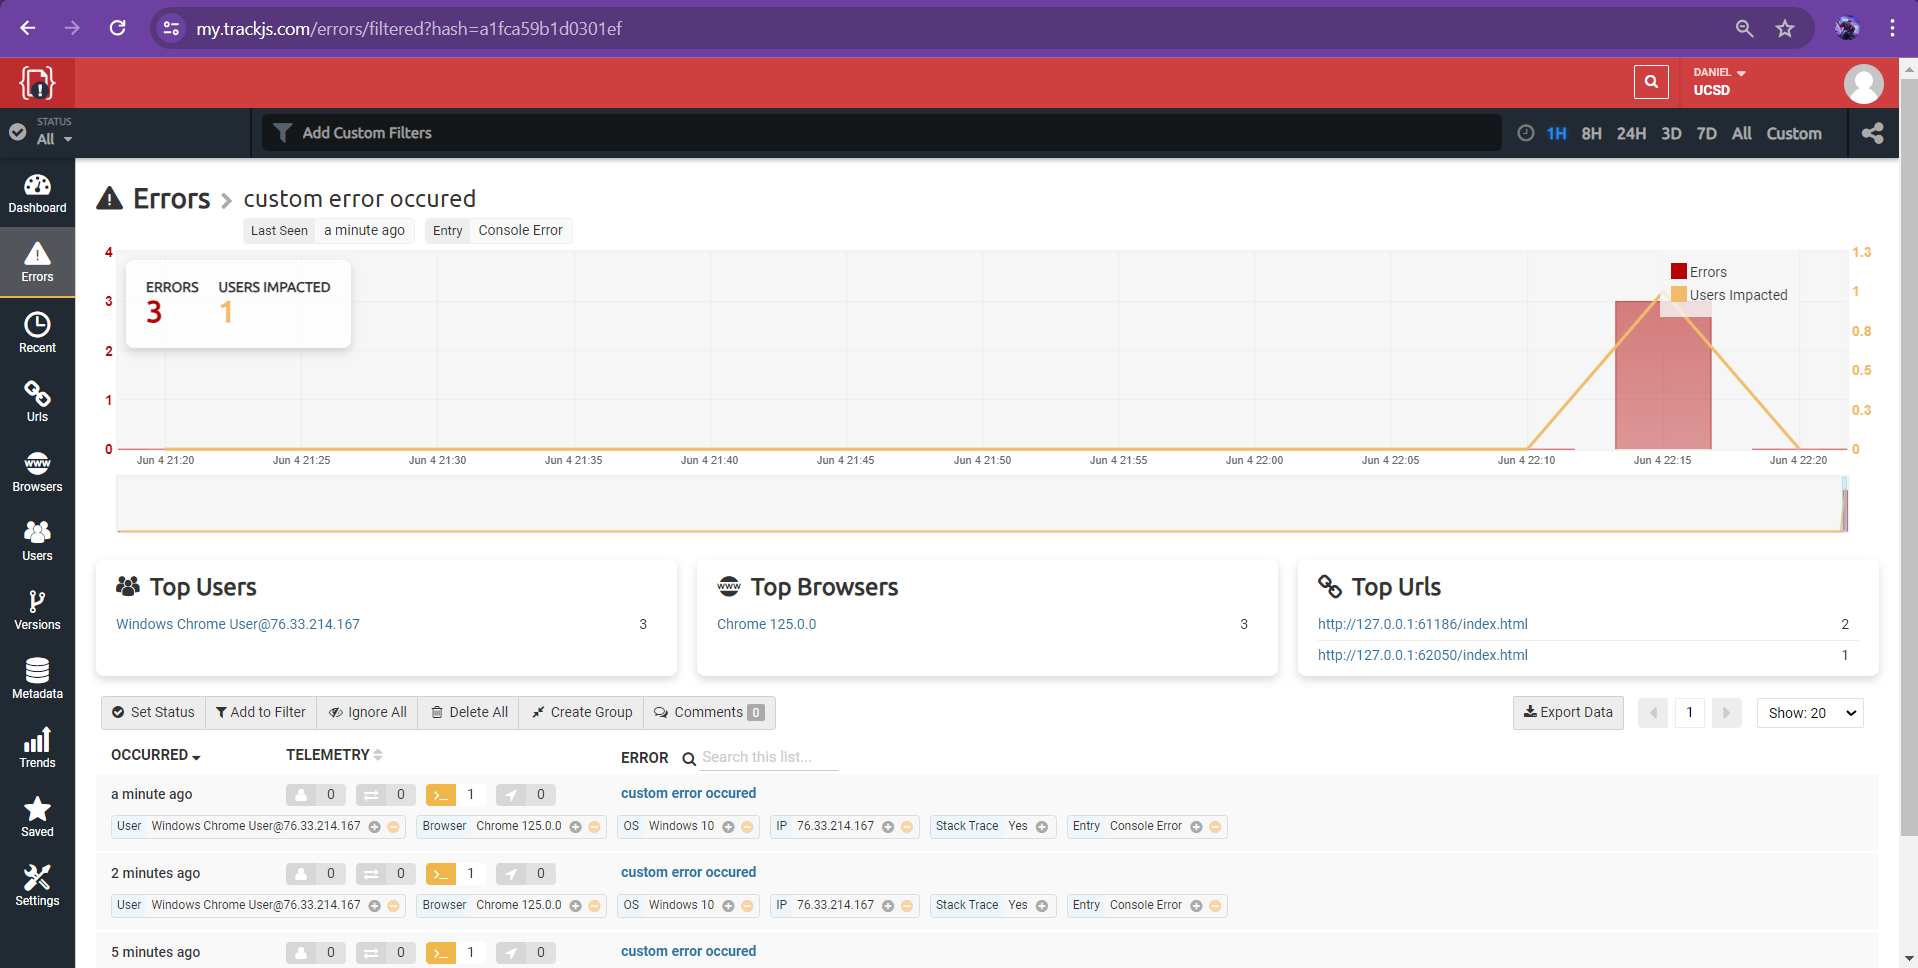 my.trackjs.com/errors/filtered?hash=a1fca59b1d0301ef
DANIEL
UCSD
STATUS
All
Add Custom Filters
1H 8H 24H 3D 7D All Custom
Dashboard
Errors
Recent
Urls
Browsers
Users
Versions
Metadata
Trends
Saved
Settings
Errors > custom error occured
Last Seen a minute ago Entry Console Error
ERRORS USERS IMPACTED
3 1
Errors
Users Impacted
4
3
2
1
0
1.3
1
0.8
0.5
0.3
0
Jun 4 21:20 Jun 4 21:25 Jun 4 21:30 Jun 4 21:35 Jun 4 21:40 Jun 4 21:45 Jun 4 21:50 Jun 4 21:55 Jun 4 22:00 Jun 4 22:05 Jun 4 22:10 Jun 4 22:15 Jun 4 22:20
Top Users
Windows Chrome User@76.33.214.167 3
www Top Browsers
Chrome 125.0.0 3
Top Urls
http://127.0.0.1:61186/index.html 2
http://127.0.0.1:62050/index.html 1
Set Status Add to Filter Ignore All Delete All Create Group Comments 0 Export Data 1 Show: 20
OCCURRED TELEMETRY ERROR Search this list...
a minute ago 0 0 1 0 custom error occured
User Windows Chrome User@76.33.214.167 Browser Chrome 125.0.0 OS Windows 10 IP 76.33.214.167 Stack Trace Yes Entry Console Error
2 minutes ago 0 0 1 0 custom error occured
User Windows Chrome User@76.33.214.167 Browser Chrome 125.0.0 OS Windows 10 IP 76.33.214.167 Stack Trace Yes Entry Console Error
5 minutes ago 0 0 1 0 custom error occured